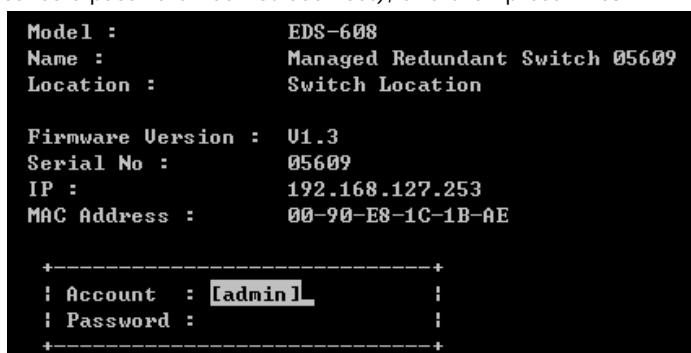 Model : EDS-608
Name : Managed Redundant Switch 05609
Location : Switch Location
Firmware Version : V1.3
Serial No : 05609
IP : 192.168.127.253
MAC Address : 00-90-E8-1C-1B-AE
+-----------------------------+
| Account : [admin]_ |
| Password : |
+-----------------------------+